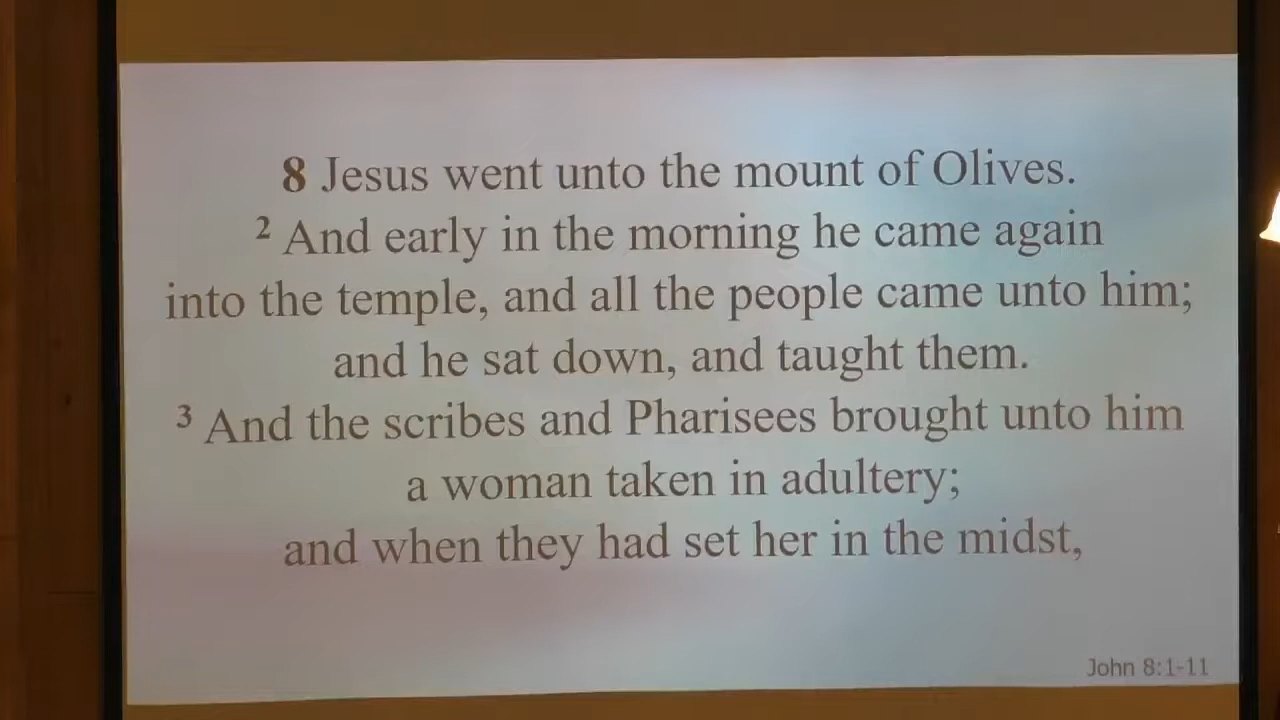 8 Jesus went unto the mount of Olives.
2 And early in the morning he came again
into the temple, and all the people came unto him;
and he sat down, and taught them.
3 And the scribes and Pharisees brought unto him
a woman taken in adultery;
and when they had set her in the midst,
John 8:1-11